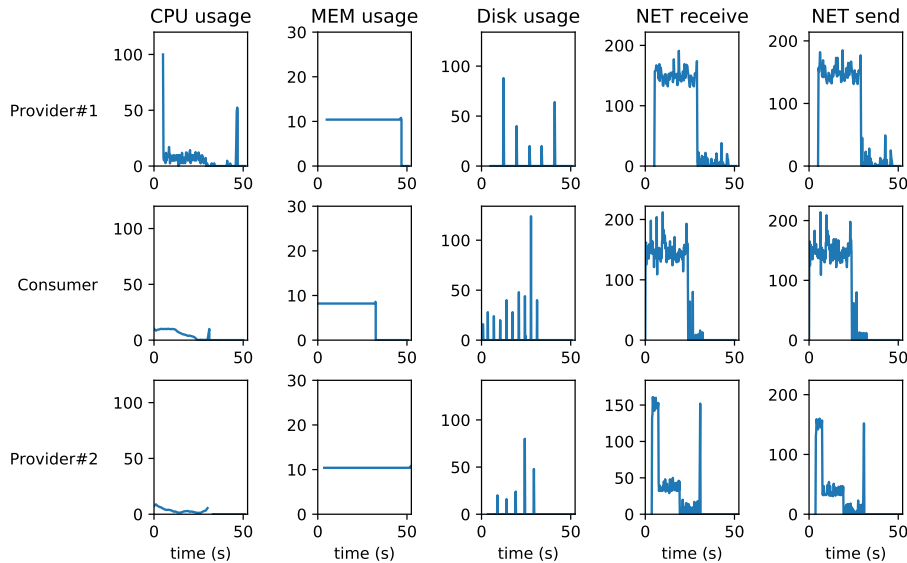 CPU usage MEM usage Disk usage NET receive NET send
Provider#1
100 50 0 0 50
30 20 10 0 0 50
100 50 0 0 50
200 100 0 0 50
200 100 0 0 50
Consumer
100 50 0 0 50
30 20 10 0 0 50
100 50 0 0 50
200 150 100 50 0 0 50
200 100 0 0 50
Provider#2
100 50 0 0 50
30 20 10 0 0 50
100 50 0 0 50
150 100 50 0 0 50
200 100 0 0 50
time (s) time (s) time (s) time (s) time (s)